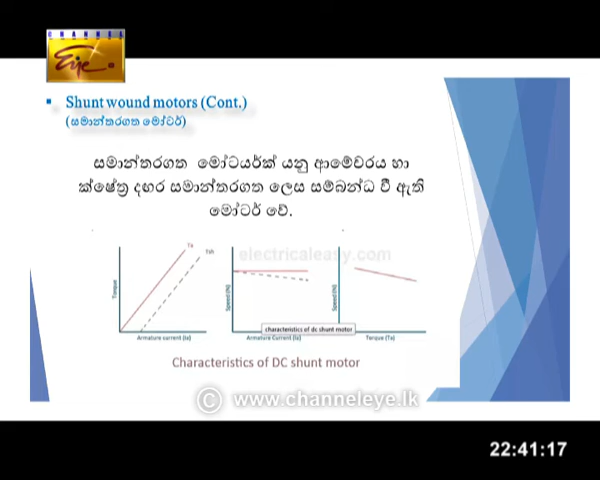 CHANNEL
Eye
Shunt wound motors (Cont.)
(සමාන්තරගත මෝටර්)
සමාන්තරගත මෝටයර්ක් යනු ආමේචරය හා
ක්ෂේත්‍ර දඟර සමාන්තරගත ලෙස සම්බන්ධ වී ඇති
මෝටර් වේ.
electricaleasy.com
Ta
Tsh
Torque
Armature current (Ia)
Speed (N)
characteristics of dc shunt motor
Armature Current (Ia)
Speed (N)
Torque (Ta)
Characteristics of DC shunt motor
© www.channeleye.lk
22:41:17